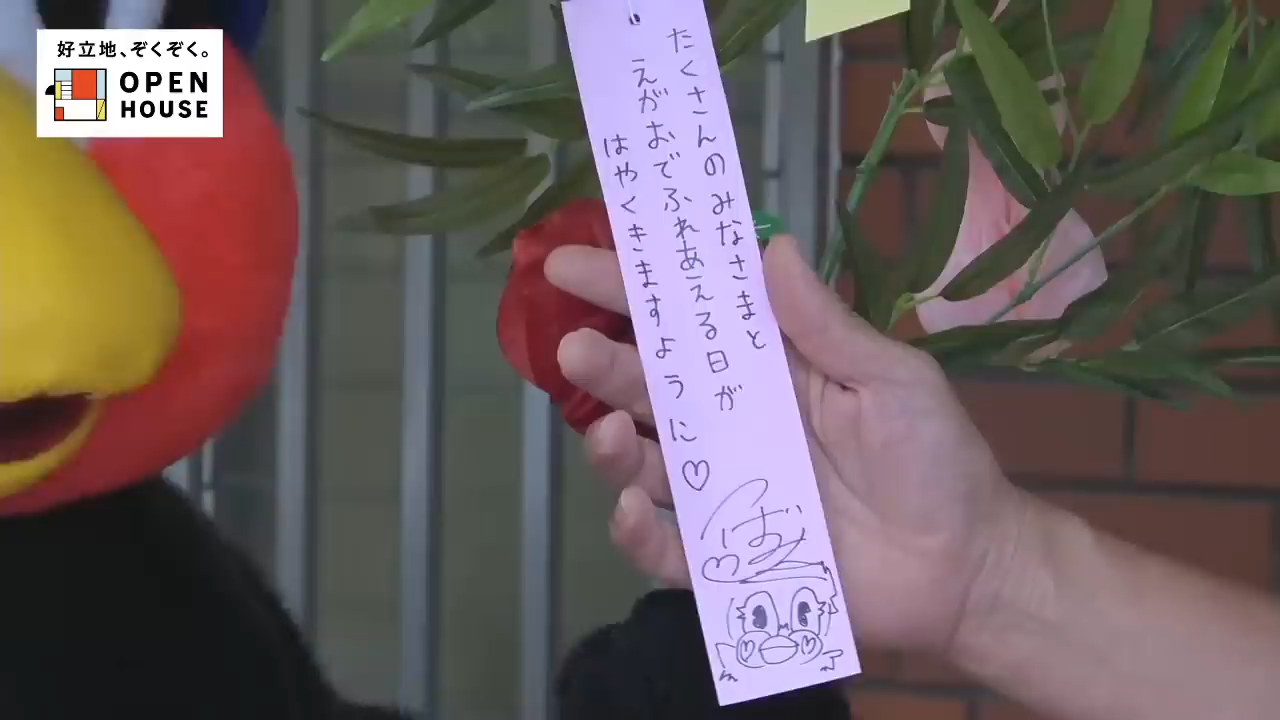 好立地、ぞくぞく。
OPEN
HOUSE
たくさんのみなさまと
えがおでふれあえる日が
はやくきますように♡